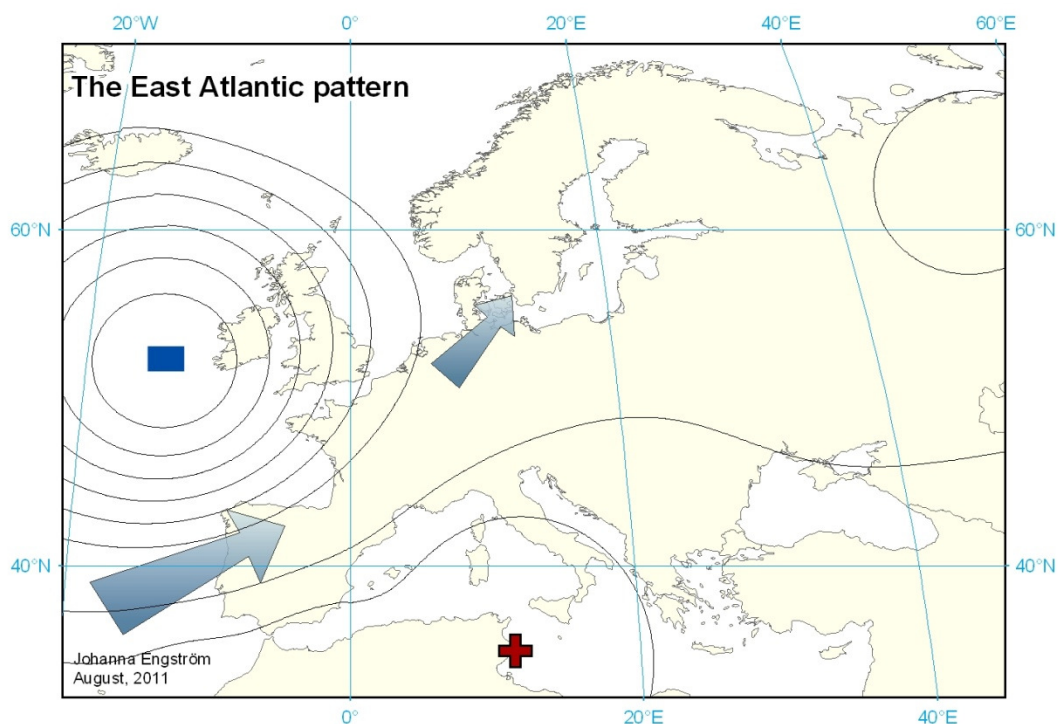 20°W 0° 20°E 40°E 60°E
The East Atlantic pattern
60°N 60°N
40°N 40°N
Johanna Engström
August, 2011
0° 20°E 40°E